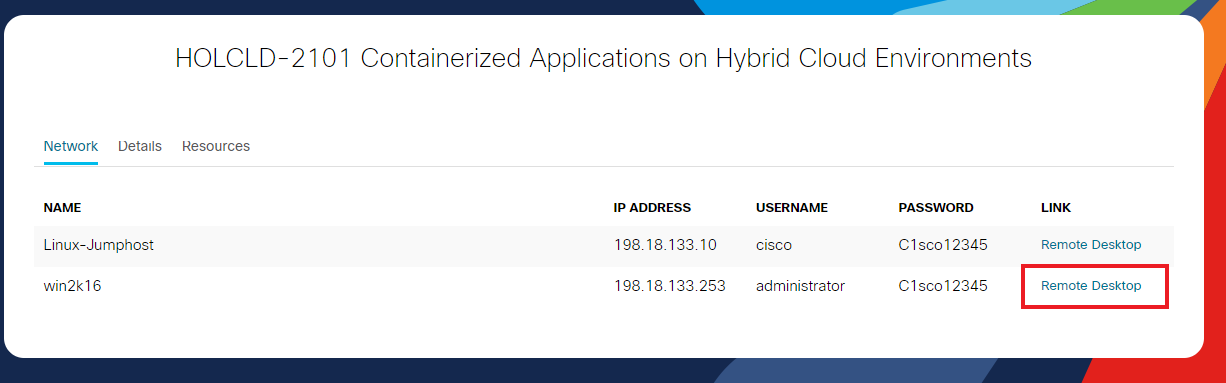 HOLCLD-2101 Containerized Applications on Hybrid Cloud Environments
Network Details Resources
NAME IP ADDRESS USERNAME PASSWORD LINK
Linux-Jumphost 198.18.133.10 cisco C1sco12345 Remote Desktop
win2k16 198.18.133.253 administrator C1sco12345 Remote Desktop